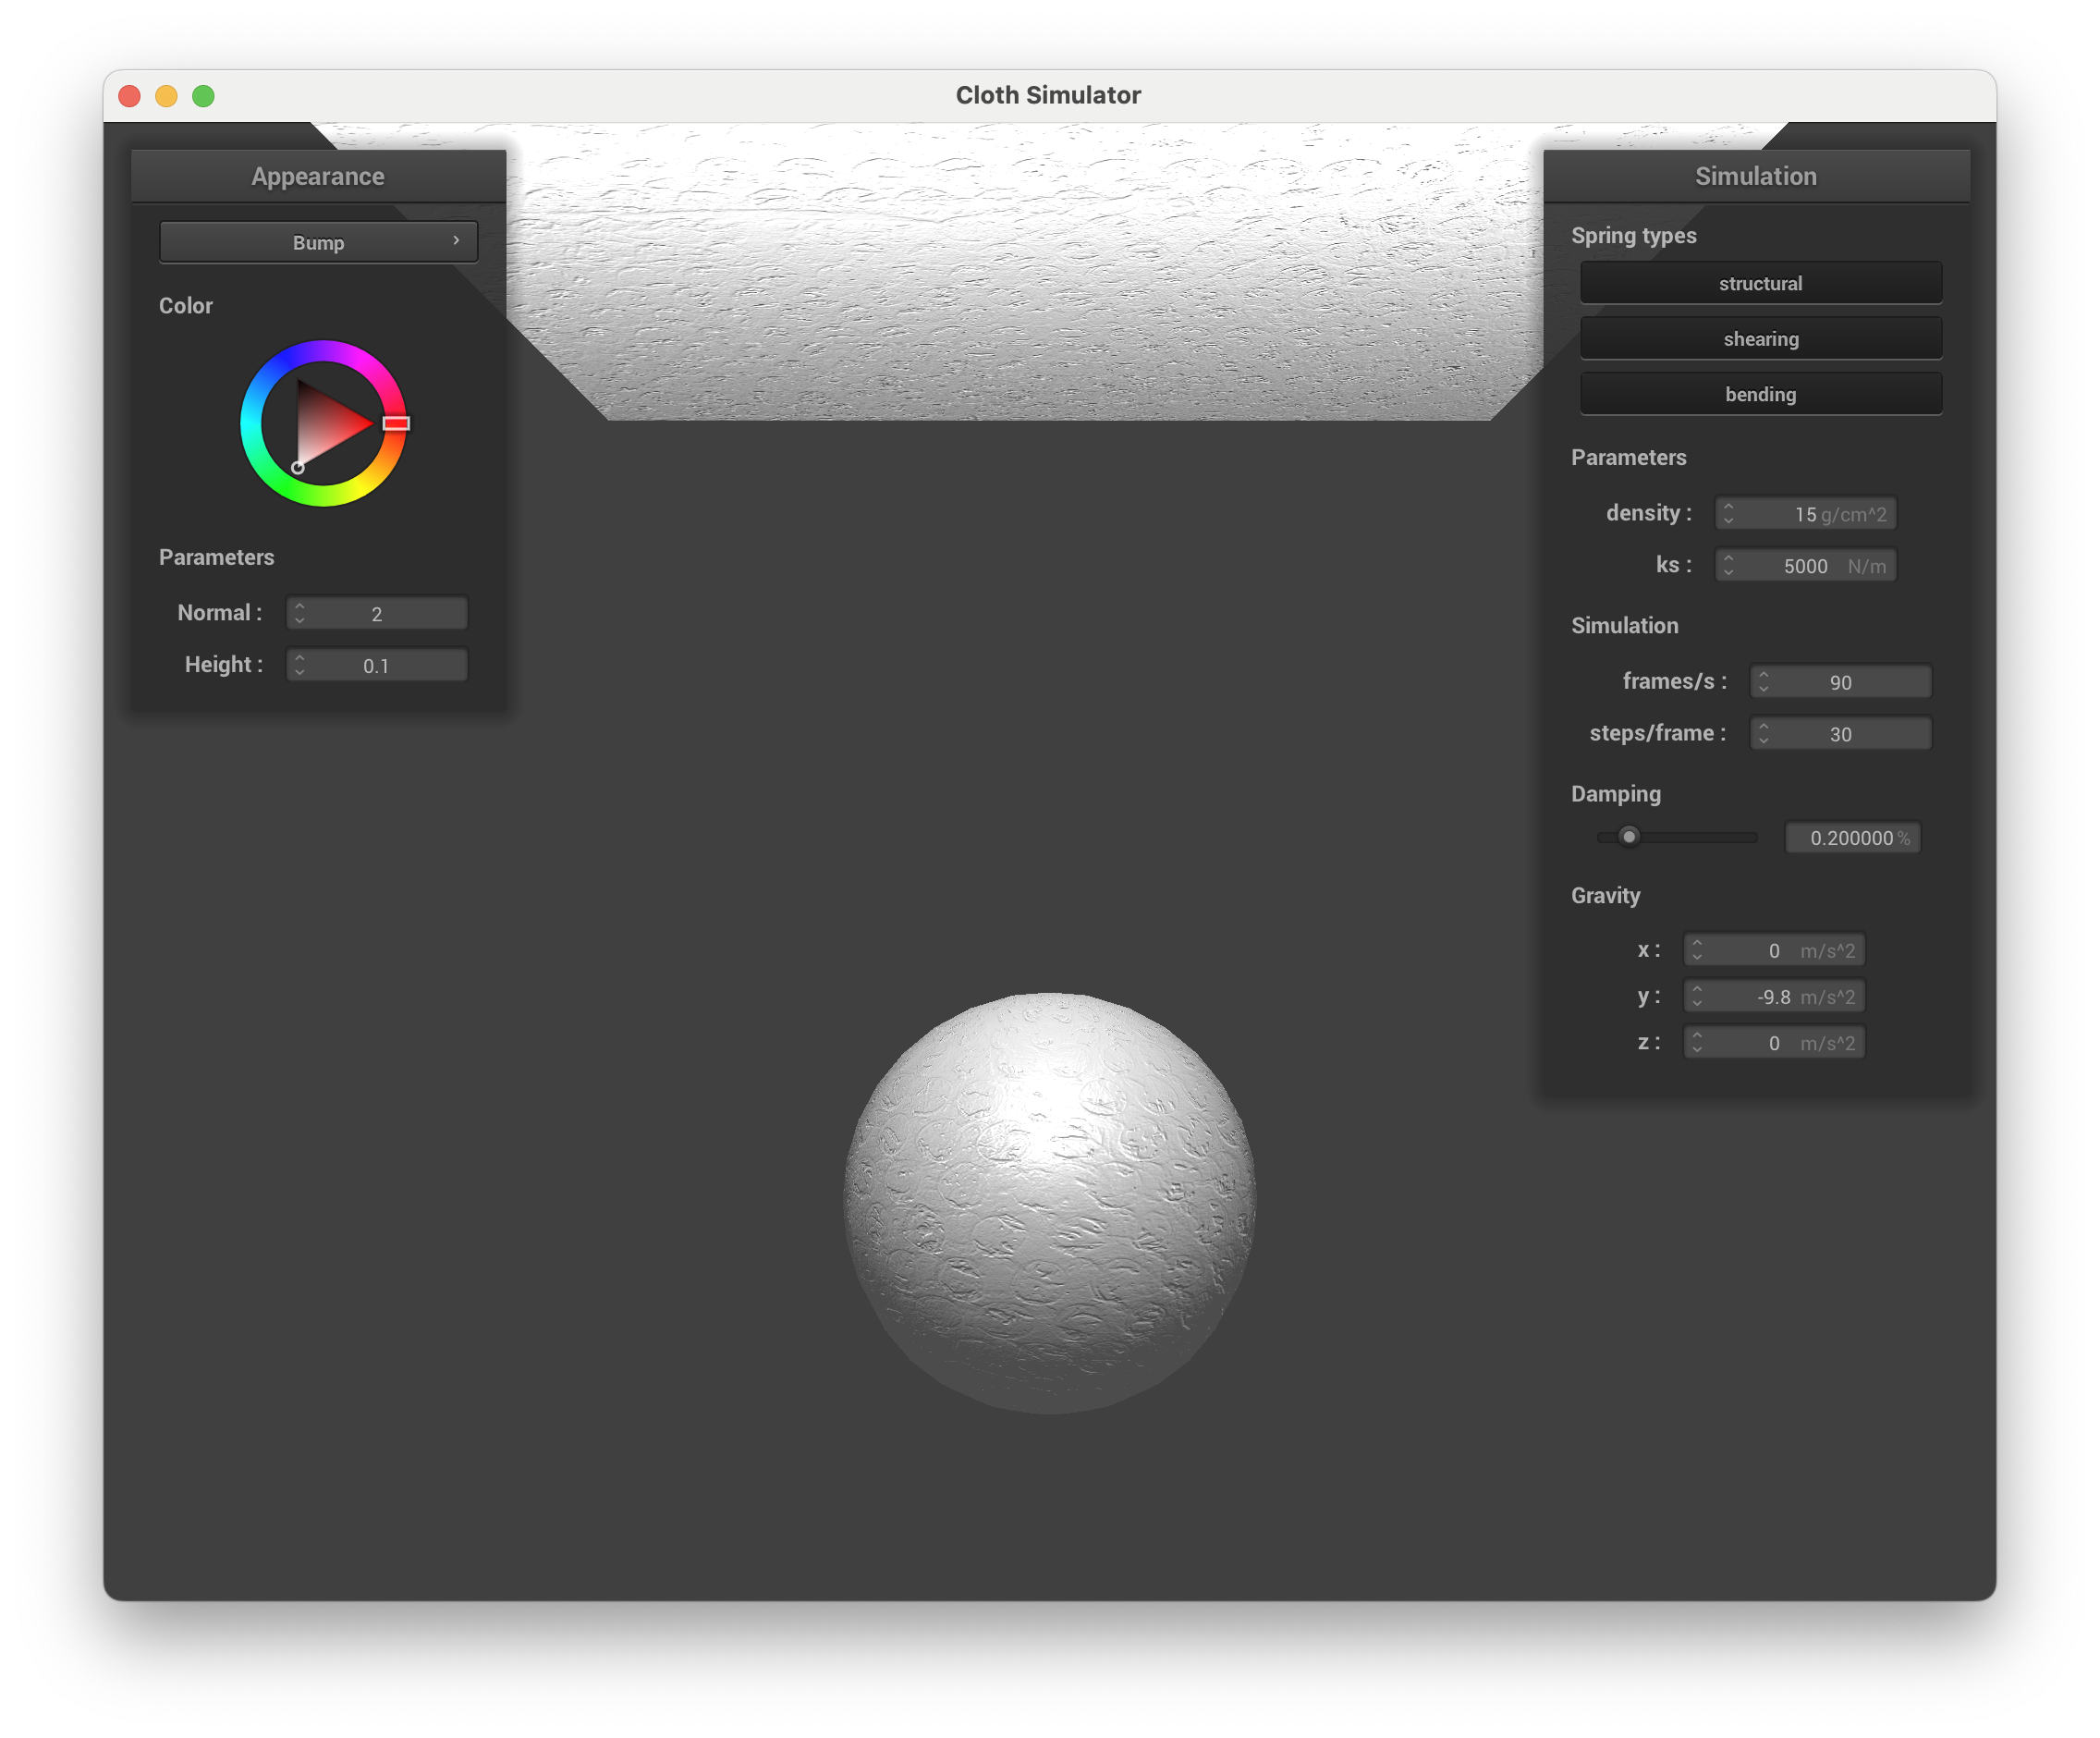 Cloth Simulator
Appearance
Bump
Color
Parameters
Normal : 2
Height : 0.1
Simulation
Spring types
structural
shearing
bending
Parameters
density : 15 g/cm^2
ks : 5000 N/m
Simulation
frames/s : 90
steps/frame : 30
Damping
0.200000 %
Gravity
x : 0 m/s^2
y : -9.8 m/s^2
z : 0 m/s^2